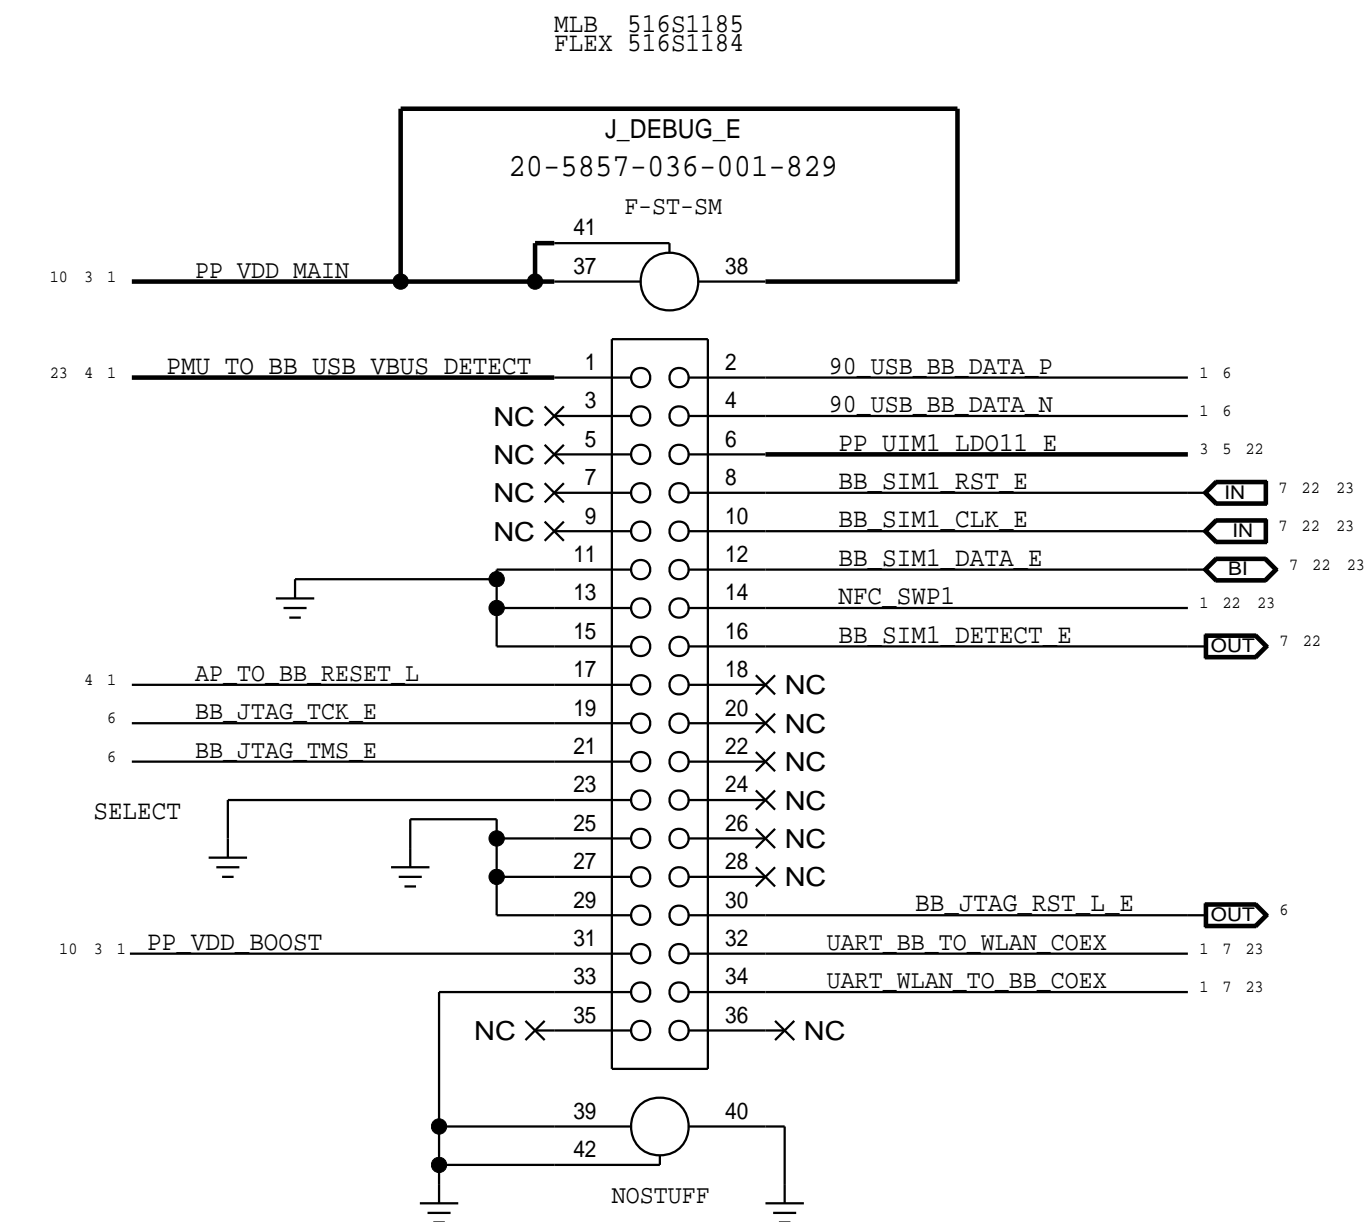 MLB 516S1185
FLEX 516S1184
J_DEBUG_E
20-5857-036-001-829
F-ST-SM
41
10 3 1 PP_VDD_MAIN 37 38
23 4 1 PMU_TO_BB_USB_VBUS_DETECT 1 2 90_USB_BB_DATA_P 1 6
NC 3 4 90_USB_BB_DATA_N 1 6
NC 5 6 PP_UIM1_LDO11_E 3 5 22
NC 7 8 BB_SIM1_RST_E IN 7 22 23
NC 9 10 BB_SIM1_CLK_E IN 7 22 23
11 12 BB_SIM1_DATA_E BI 7 22 23
13 14 NFC_SWP1 1 22 23
15 16 BB_SIM1_DETECT_E OUT 7 22
4 1 AP_TO_BB_RESET_L 17 18 NC
6 BB_JTAG_TCK_E 19 20 NC
6 BB_JTAG_TMS_E 21 22 NC
23 24 NC
SELECT
25 26 NC
27 28 NC
29 30 BB_JTAG_RST_L_E OUT 6
10 3 1 PP_VDD_BOOST 31 32 UART_BB_TO_WLAN_COEX 1 7 23
33 34 UART_WLAN_TO_BB_COEX 1 7 23
NC 35 36 NC
39 40
42
NOSTUFF